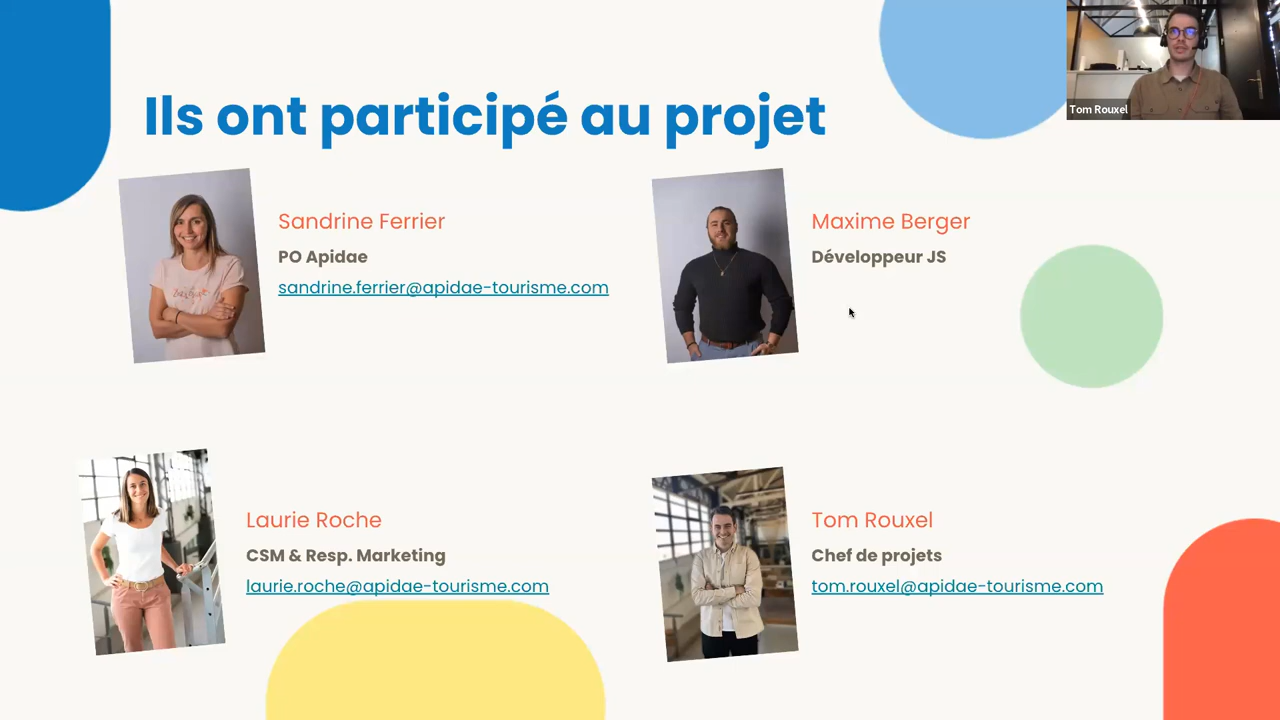 Ils ont participé au projet
Tom Rouxel
Sandrine Ferrier
PO Apidae
sandrine.ferrier@apidae-tourisme.com
Maxime Berger
Développeur JS
Laurie Roche
CSM & Resp. Marketing
laurie.roche@apidae-tourisme.com
Tom Rouxel
Chef de projets
tom.rouxel@apidae-tourisme.com